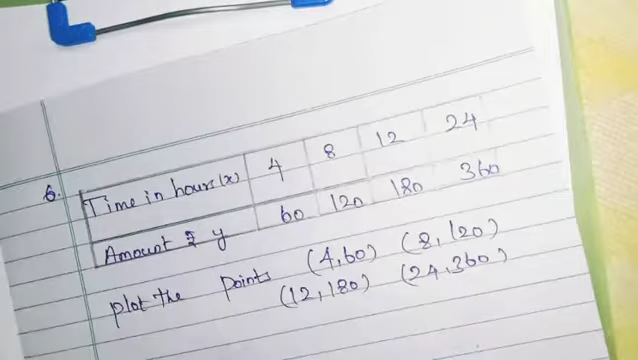 6. Time in hours (x) 4 8 12 24
Amount ₹ y 60 120 180 360
plot the points (4,60) (8,120)
(12,180) (24,360)